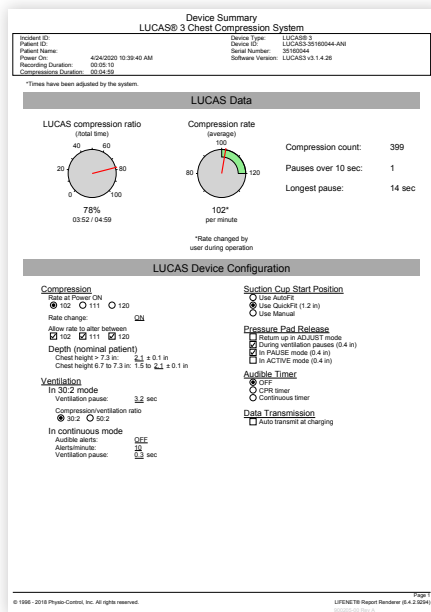 Device Summary
LUCAS® 3 Chest Compression System
Incident ID:
Patient ID:
Patient Name:
Power On: 4/24/2020 10:39:40 AM
Recording Duration: 00:05:10
Compressions Duration: 00:04:59
Device Type: LUCAS® 3
Device ID: LUCAS3-35160044-ANI
Serial Number: 35160044
Software Version: LUCAS3 v3.1.4.26
*Times have been adjusted by the system.
LUCAS Data
LUCAS compression ratio
(/total time)
0 20 40 60 80 100
78%
03:52 / 04:59
Compression rate
(average)
80 100 120
102*
per minute
*Rate changed by
user during operation
Compression count: 399
Pauses over 10 sec: 1
Longest pause: 14 sec
LUCAS Device Configuration
Compression
Rate at Power ON
102 111 120
Rate change: ON
Allow rate to alter between
102 111 120
Depth (nominal patient)
Chest height > 7.3 in: 2.1 ± 0.1 in
Chest height 6.7 to 7.3 in: 1.5 to 2.1 ± 0.1 in
Ventilation
In 30:2 mode
Ventilation pause: 3.2 sec
Compression/ventilation ratio
30:2 50:2
In continuous mode
Audible alerts: OFF
Alerts/minute: 10
Ventilation pause: 0.3 sec
Suction Cup Start Position
Use AutoFit
Use QuickFit (1.2 in)
Use Manual
Pressure Pad Release
Return up in ADJUST mode
During ventilation pauses (0.4 in)
In PAUSE mode (0.4 in)
In ACTIVE mode (0.4 in)
Audible Timer
OFF
CPR timer
Continuous timer
Data Transmission
Auto transmit at charging
Page 1
© 1998 - 2018 Physio-Control, Inc. All rights reserved.
LIFENET® Report Renderer (6.4.2.9294)